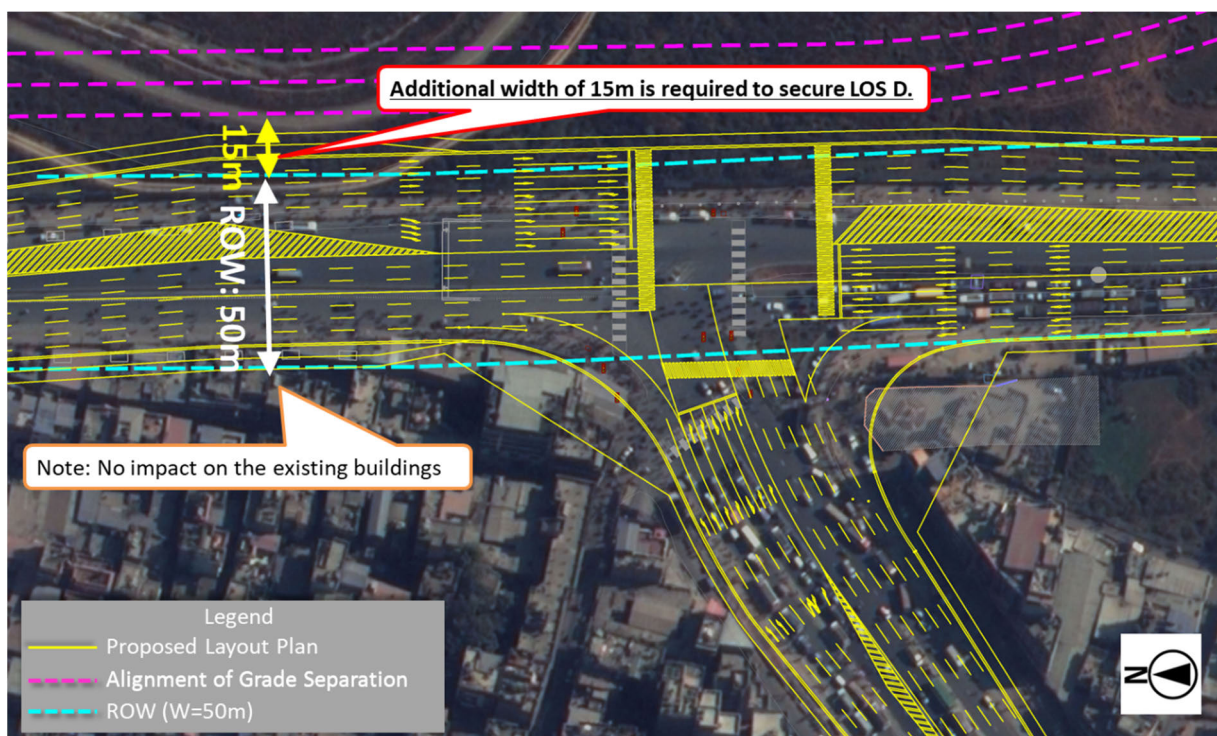 Additional width of 15m is required to secure LOS D.
15m
ROW: 50m
Note: No impact on the existing buildings
Legend
Proposed Layout Plan
Alignment of Grade Separation
ROW (W=50m)
N